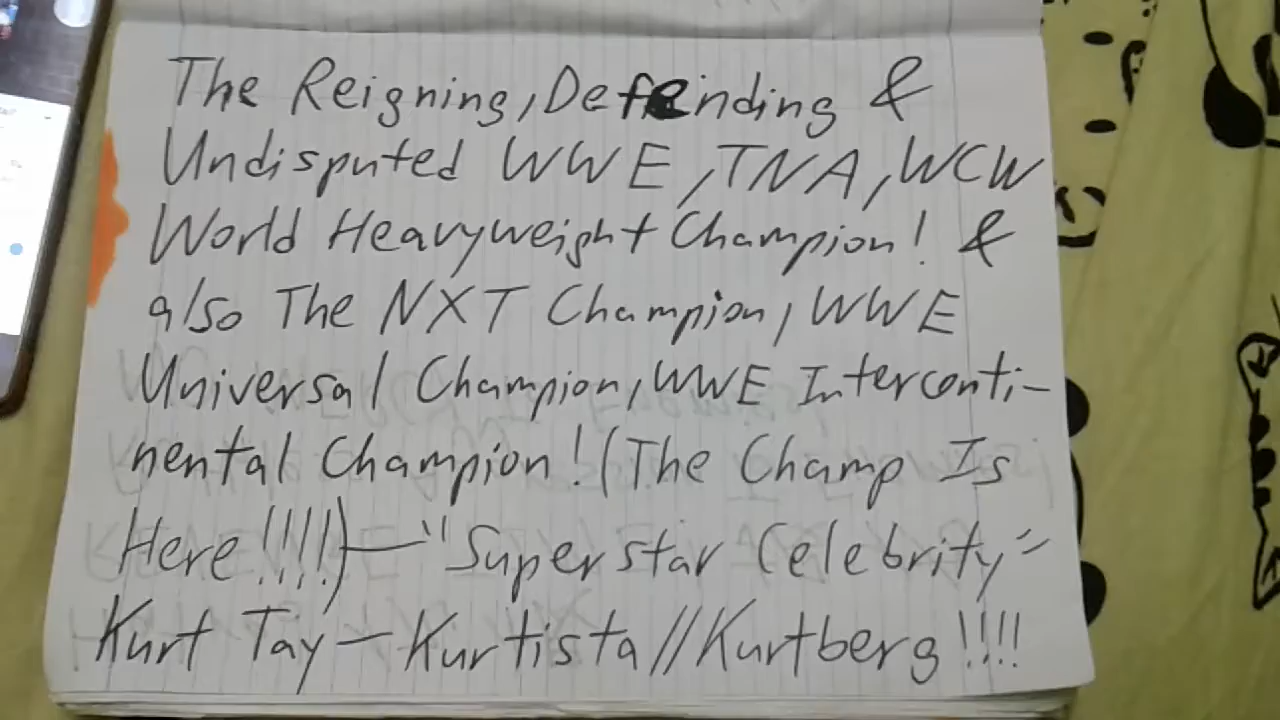 The Reigning, Defending &
Undisputed WWE, TNA, WCW
World Heavyweight Champion! &
also The NXT Champion, WWE
Universal Champion, WWE Interconti-
nental Champion! (The Champ Is
Here!!!!)—"Superstar Celebrity"
Kurt Tay—Kurtista//Kurtberg!!!!